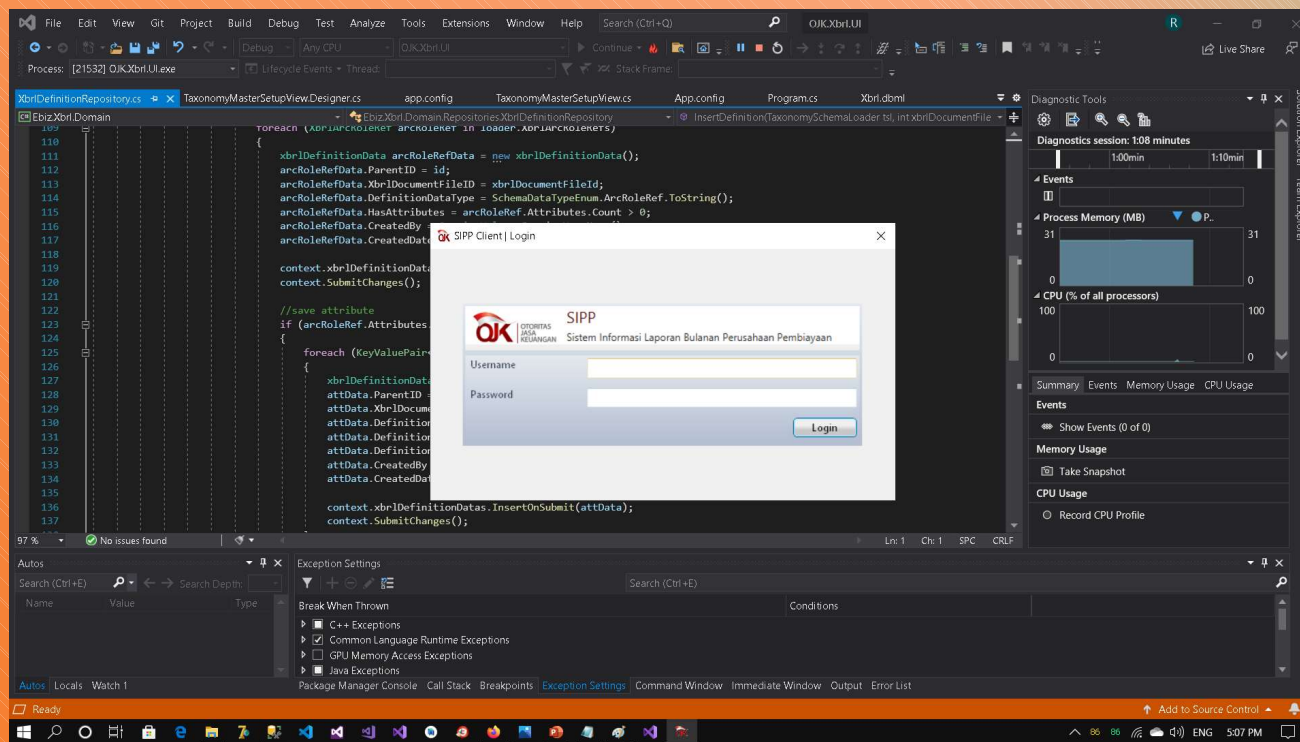 File Edit View Git Project Build Debug Test Analyze Tools Extensions Window Help Search (Ctrl+Q) OJK.Xbrl.UI R
Debug Any CPU OJK.Xbrl.UI Continue Live Share
Process: [21532] OJK.Xbrl.UI.exe Lifecycle Events Thread: Stack Frame:
XbrlDefinitionRepository.cs TaxonomyMasterSetupView.Designer.cs app.config TaxonomyMasterSetupView.cs App.config Program.cs Xbrl.dbml
Ebiz.Xbrl.Domain Ebiz.Xbrl.Domain.Repositories.XbrlDefinitionRepository InsertDefinition(TaxonomySchemaLoader tsl, int xbrlDocumentFile
109 foreach (XbrlArcRoleRef arcRoleRef in loader.XbrlArcRoleRefs)
110 {
111 xbrlDefinitionData arcRoleRefData = new xbrlDefinitionData();
112 arcRoleRefData.ParentID = id;
113 arcRoleRefData.XbrlDocumentFileID = xbrlDocumentFileId;
114 arcRoleRefData.DefinitionDataType = SchemaDataTypeEnum.ArcRoleRef.ToString();
115 arcRoleRefData.HasAttributes = arcRoleRef.Attributes.Count > 0;
116 arcRoleRefData.CreatedBy =
117 arcRoleRefData.CreatedDate
118
119 context.xbrlDefinitionData
120 context.SubmitChanges();
121
122 //save attribute
123 if (arcRoleRef.Attributes.
124 {
125 foreach (KeyValuePair<
126 {
127 xbrlDefinitionData
128 attData.ParentID =
129 attData.XbrlDocume
130 attData.Definition
131 attData.Definition
132 attData.Definition
133 attData.CreatedBy
134 attData.CreatedDat
135
136 context.xbrlDefinitionDatas.InsertOnSubmit(attData);
137 context.SubmitChanges();
SIPP Client | Login
OJK OTORITAS JASA KEUANGAN
SIPP
Sistem Informasi Laporan Bulanan Perusahaan Pembiayaan
Username
Password
Login
97 % No issues found Ln: 1 Ch: 1 SPC CRLF
Diagnostic Tools
Diagnostics session: 1:08 minutes
1:00min 1:10min
Events
Process Memory (MB) P..
31 31
0 0
CPU (% of all processors)
100 100
0 0
Summary Events Memory Usage CPU Usage
Events
Show Events (0 of 0)
Memory Usage
Take Snapshot
CPU Usage
Record CPU Profile
Solution Explorer Team Explorer
Autos
Search (Ctrl+E) Search Depth:
Name Value Type
Autos Locals Watch 1
Exception Settings
Search (Ctrl+E)
Break When Thrown Conditions
C++ Exceptions
Common Language Runtime Exceptions
GPU Memory Access Exceptions
Java Exceptions
Package Manager Console Call Stack Breakpoints Exception Settings Command Window Immediate Window Output Error List
Ready Add to Source Control
86 86 ENG 5:07 PM